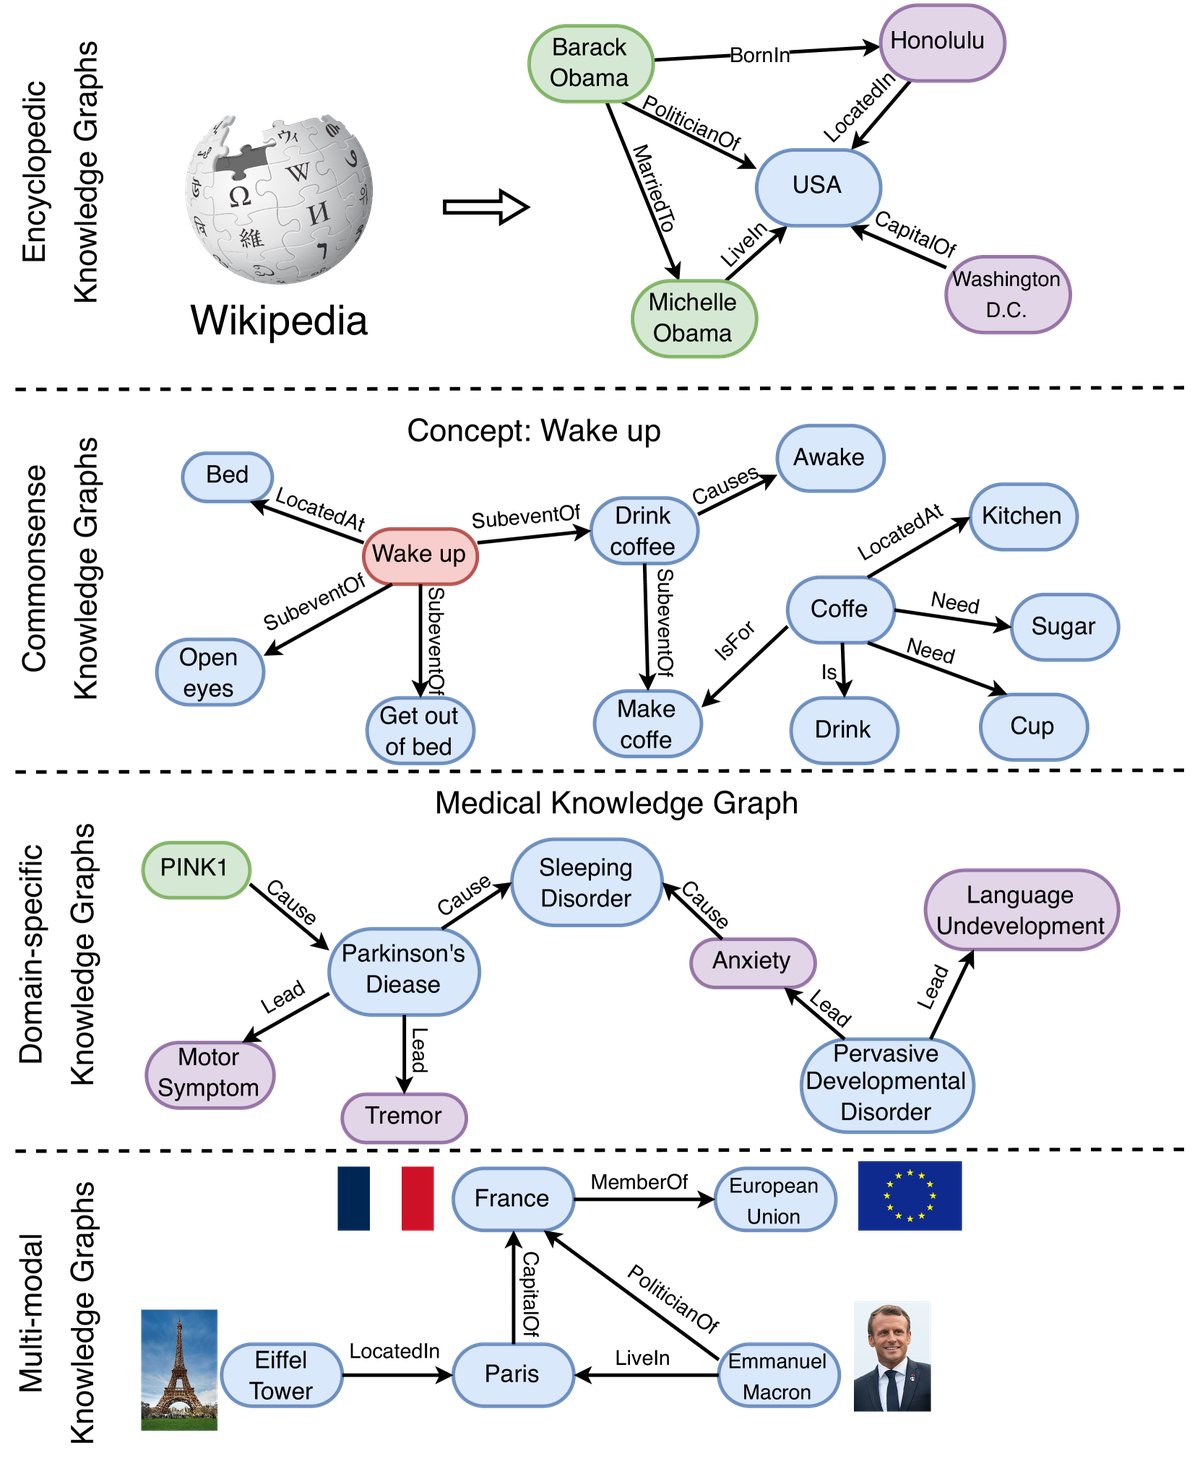 Encyclopedic
Knowledge Graphs
Wikipedia
Ω
W
И
維
ウィ
Barack
Obama
BornIn
Honolulu
PoliticianOf
LocatedIn
MarriedTo
USA
LiveIn
CapitalOf
Michelle
Obama
Washington
D.C.
Commonsense
Knowledge Graphs
Concept: Wake up
Bed
LocatedAt
Wake up
SubeventOf
Drink
coffee
Causes
Awake
SubeventOf
Open
eyes
SubeventOf
Get out
of bed
SubeventOf
Make
coffe
IsFor
Coffe
LocatedAt
Kitchen
Need
Sugar
Need
Cup
Is
Drink
Domain-specific
Knowledge Graphs
Medical Knowledge Graph
PINK1
Cause
Parkinson's
Diease
Cause
Sleeping
Disorder
Cause
Anxiety
Language
Undevelopment
Lead
Motor
Symptom
Lead
Tremor
Lead
Lead
Pervasive
Developmental
Disorder
Multi-modal
Knowledge Graphs
France
MemberOf
European
Union
CapitalOf
PoliticianOf
Eiffel
Tower
LocatedIn
Paris
LiveIn
Emmanuel
Macron